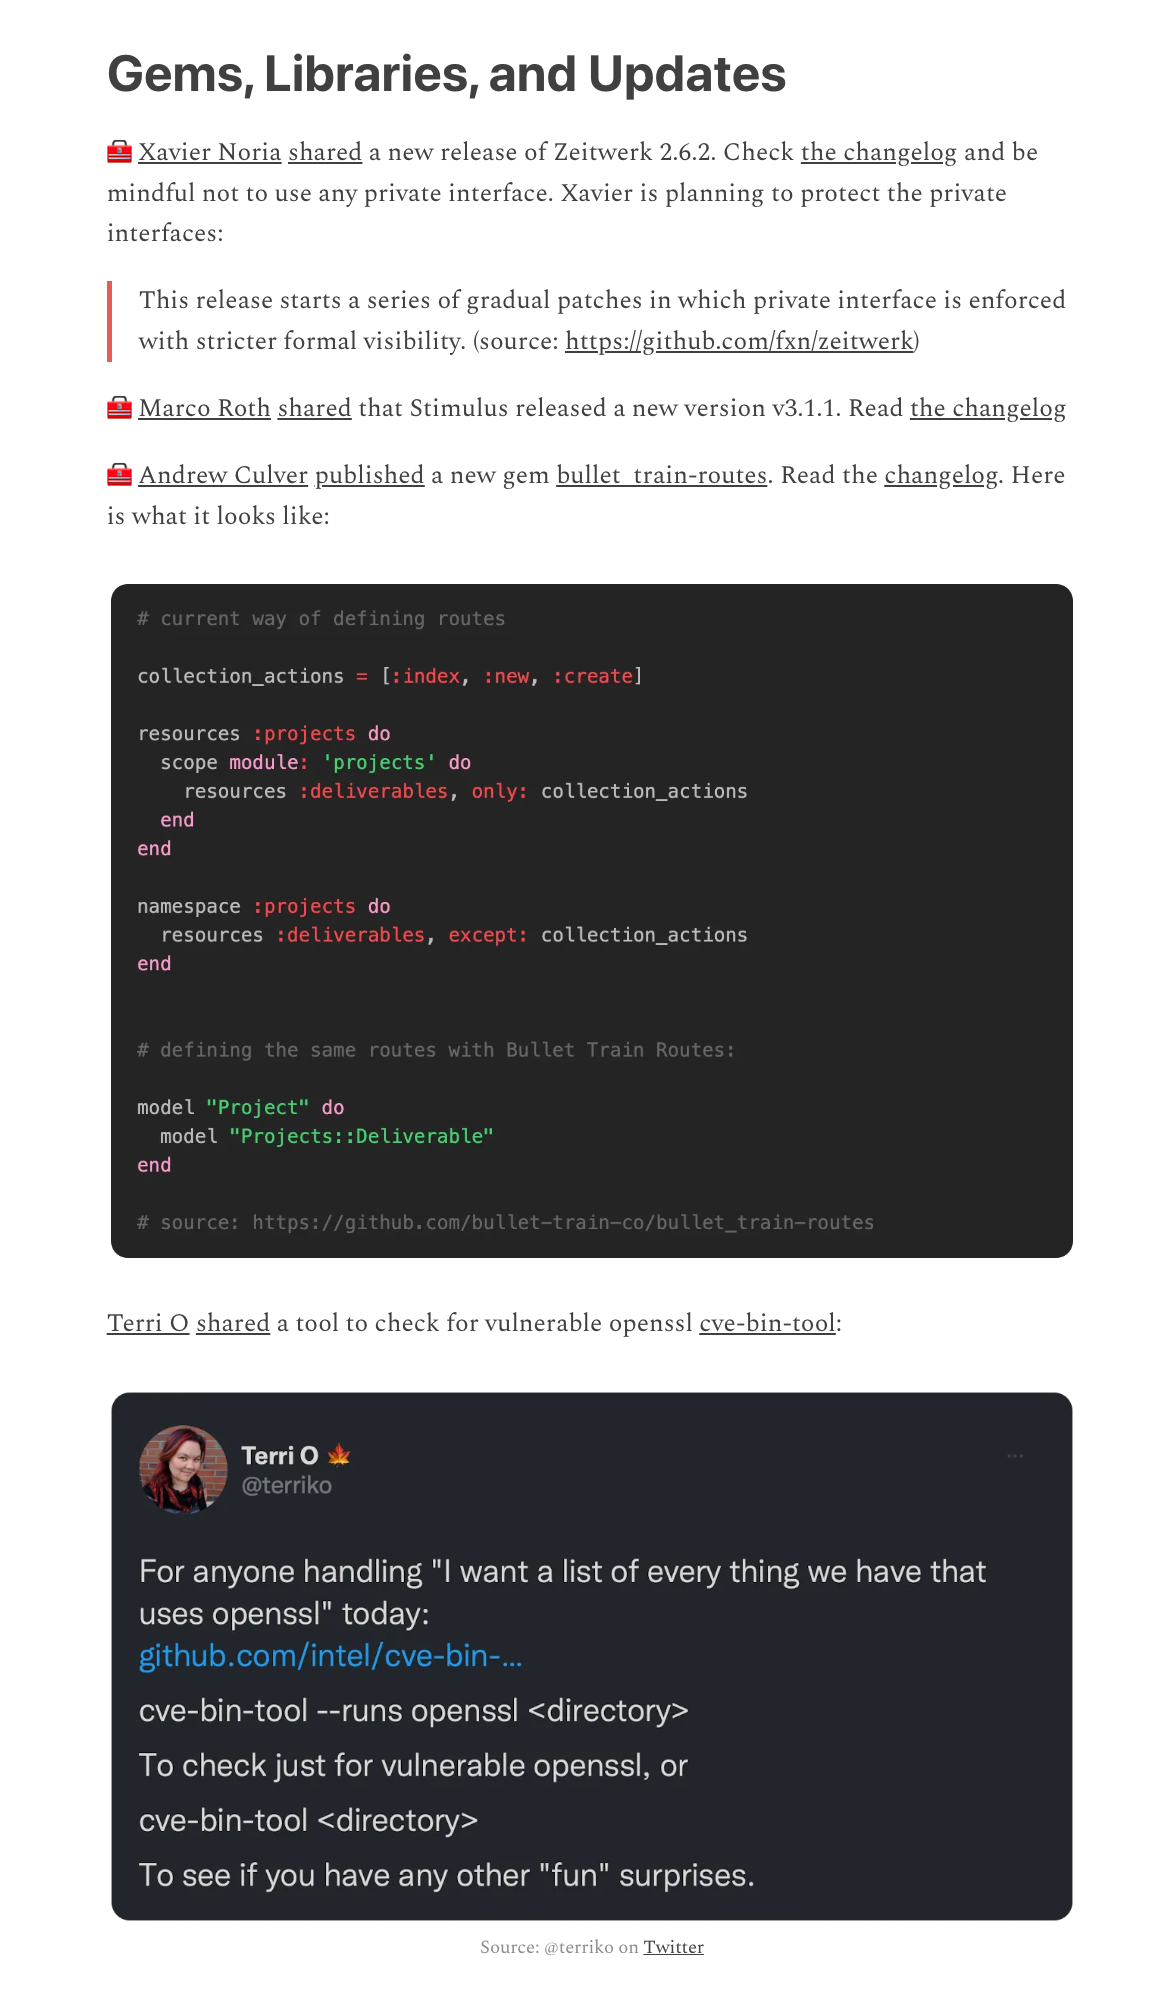 Gems, Libraries, and Updates
🧰 Xavier Noria shared a new release of Zeitwerk 2.6.2. Check the changelog and be
mindful not to use any private interface. Xavier is planning to protect the private
interfaces:
This release starts a series of gradual patches in which private interface is enforced
with stricter formal visibility. (source: https://github.com/fxn/zeitwerk)
🧰 Marco Roth shared that Stimulus released a new version v3.1.1. Read the changelog
🧰 Andrew Culver published a new gem bullet_train-routes. Read the changelog. Here
is what it looks like:
# current way of defining routes
collection_actions = [:index, :new, :create]
resources :projects do
  scope module: 'projects' do
    resources :deliverables, only: collection_actions
  end
end
namespace :projects do
  resources :deliverables, except: collection_actions
end
# defining the same routes with Bullet Train Routes:
model "Project" do
  model "Projects::Deliverable"
end
# source: https://github.com/bullet-train-co/bullet_train-routes
Terri O shared a tool to check for vulnerable openssl cve-bin-tool:
Terri O 🍁
@terriko
For anyone handling "I want a list of every thing we have that
uses openssl" today:
github.com/intel/cve-bin-...
cve-bin-tool --runs openssl <directory>
To check just for vulnerable openssl, or
cve-bin-tool <directory>
To see if you have any other "fun" surprises.
Source: @terriko on Twitter